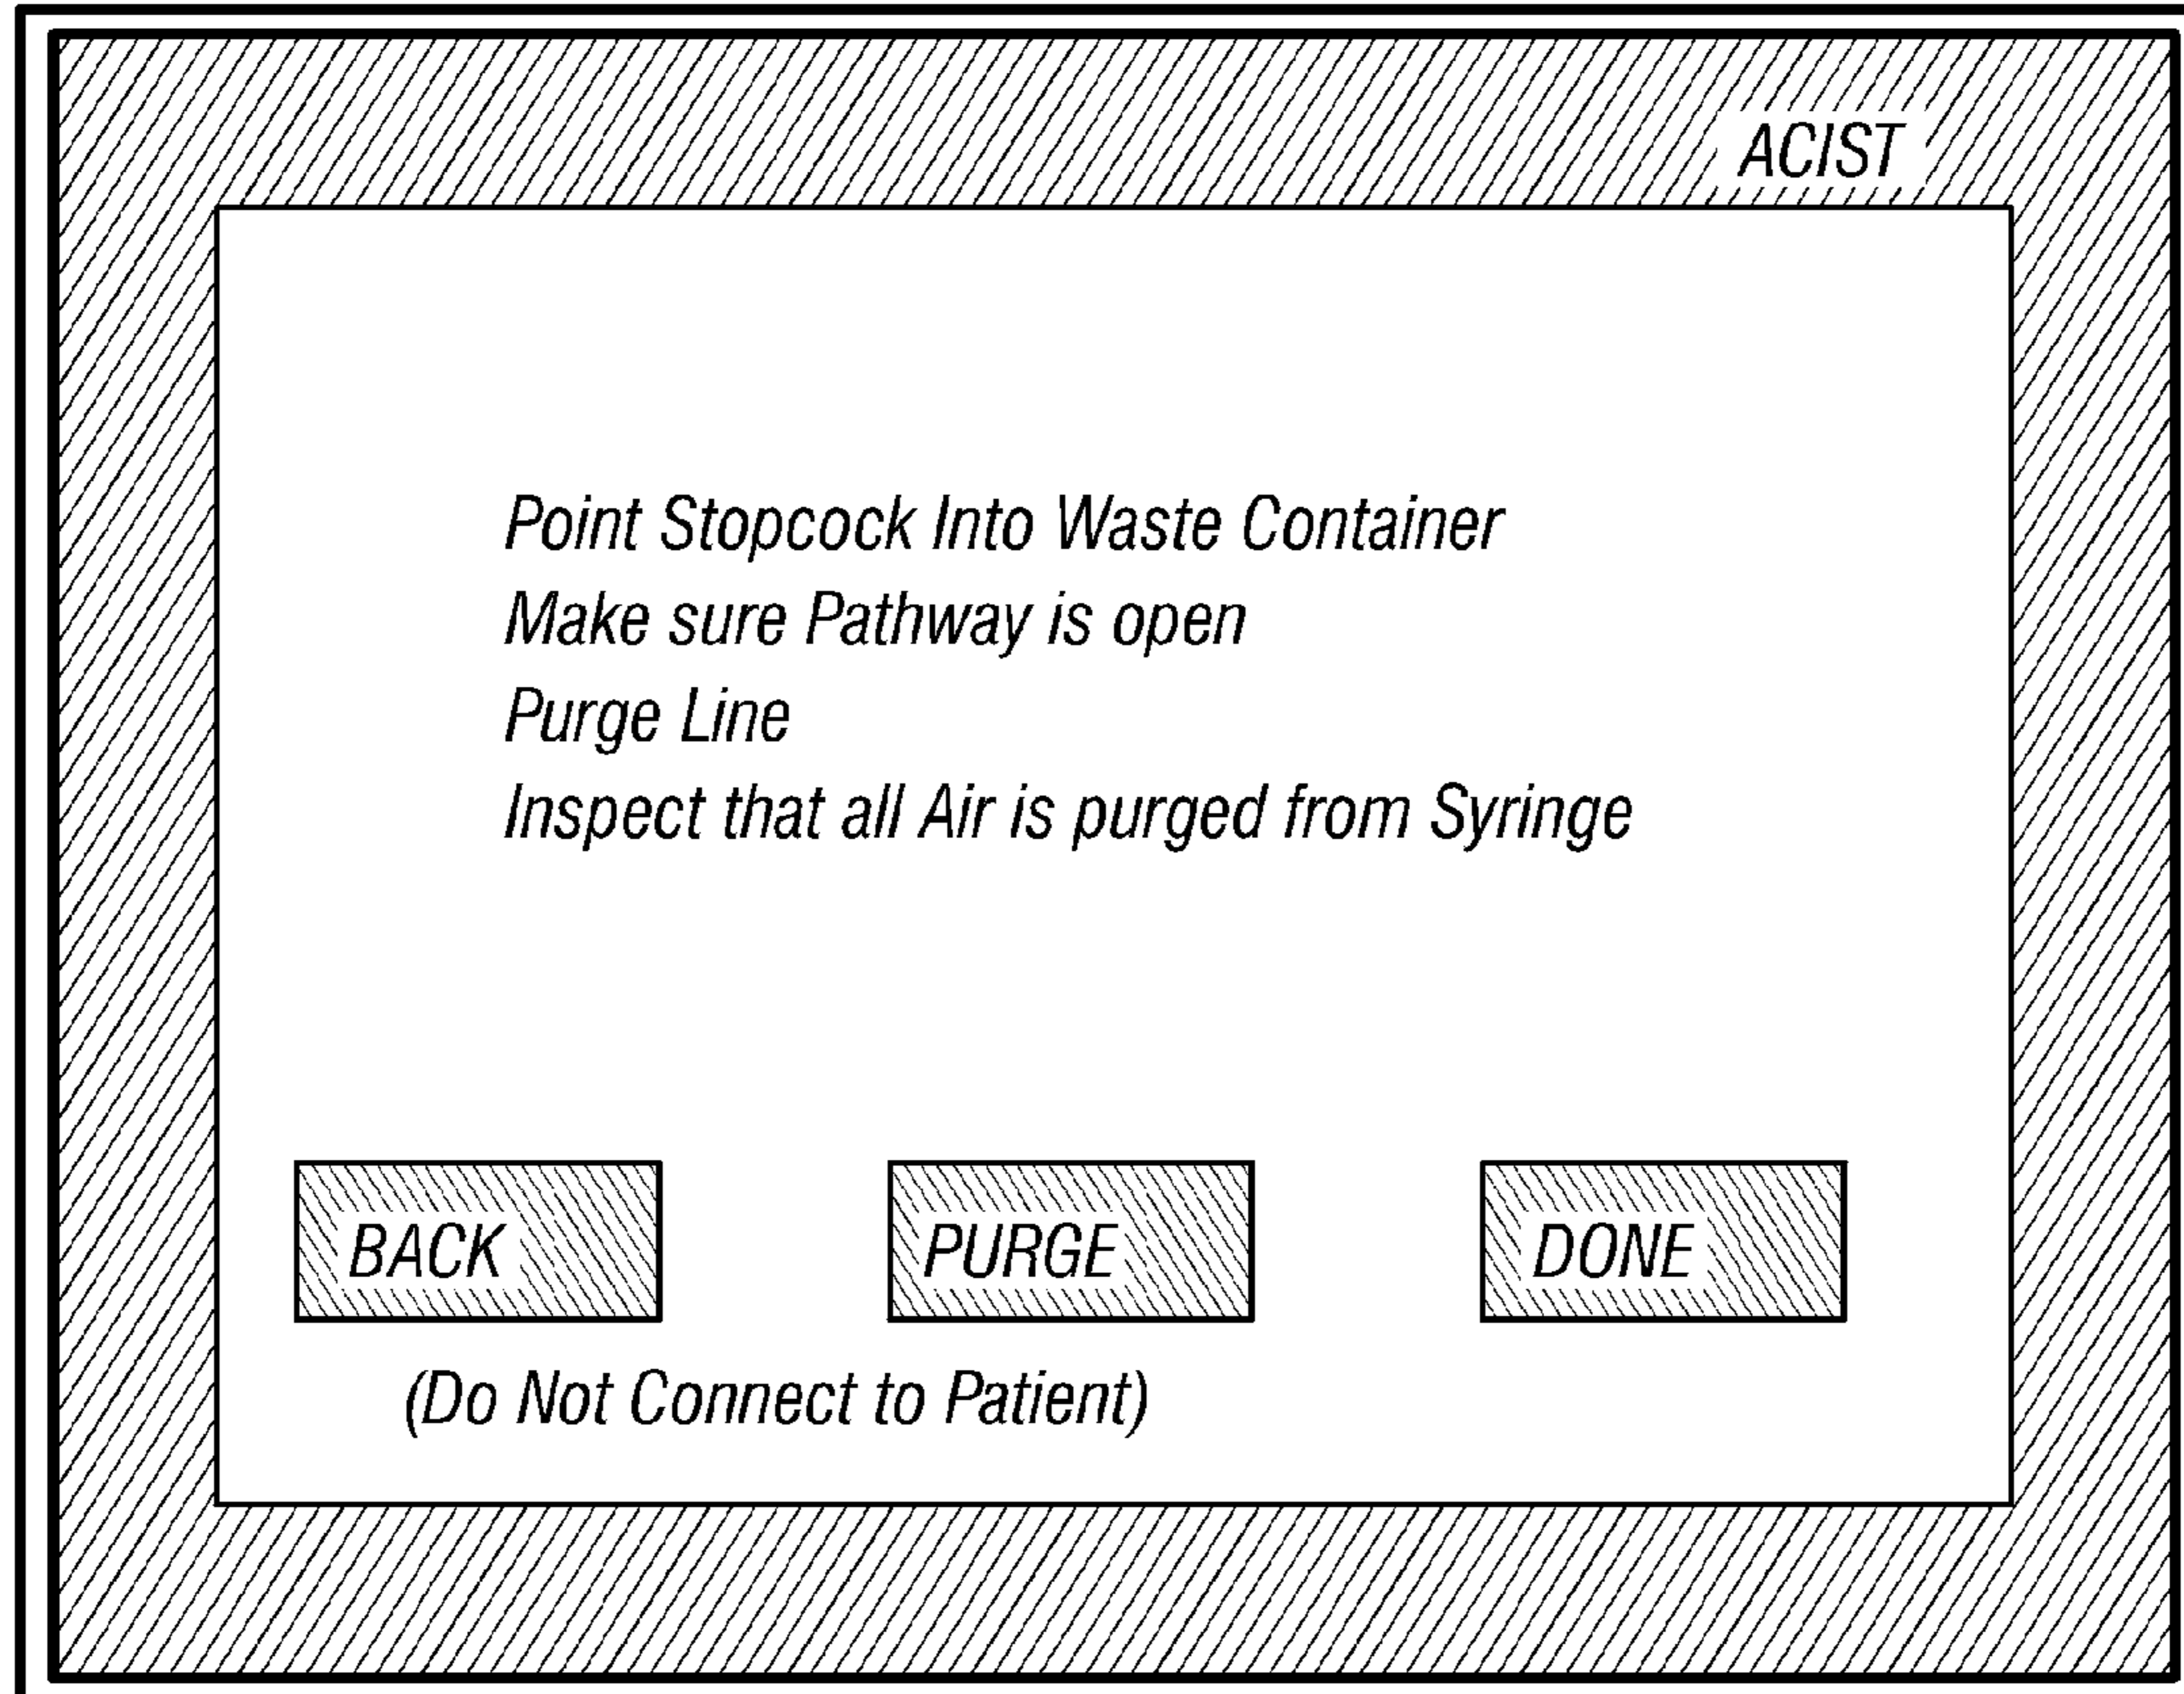 ACIST
Point Stopcock Into Waste Container
Make sure Pathway is open
Purge Line
Inspect that all Air is purged from Syringe
BACK
PURGE
DONE
(Do Not Connect to Patient)